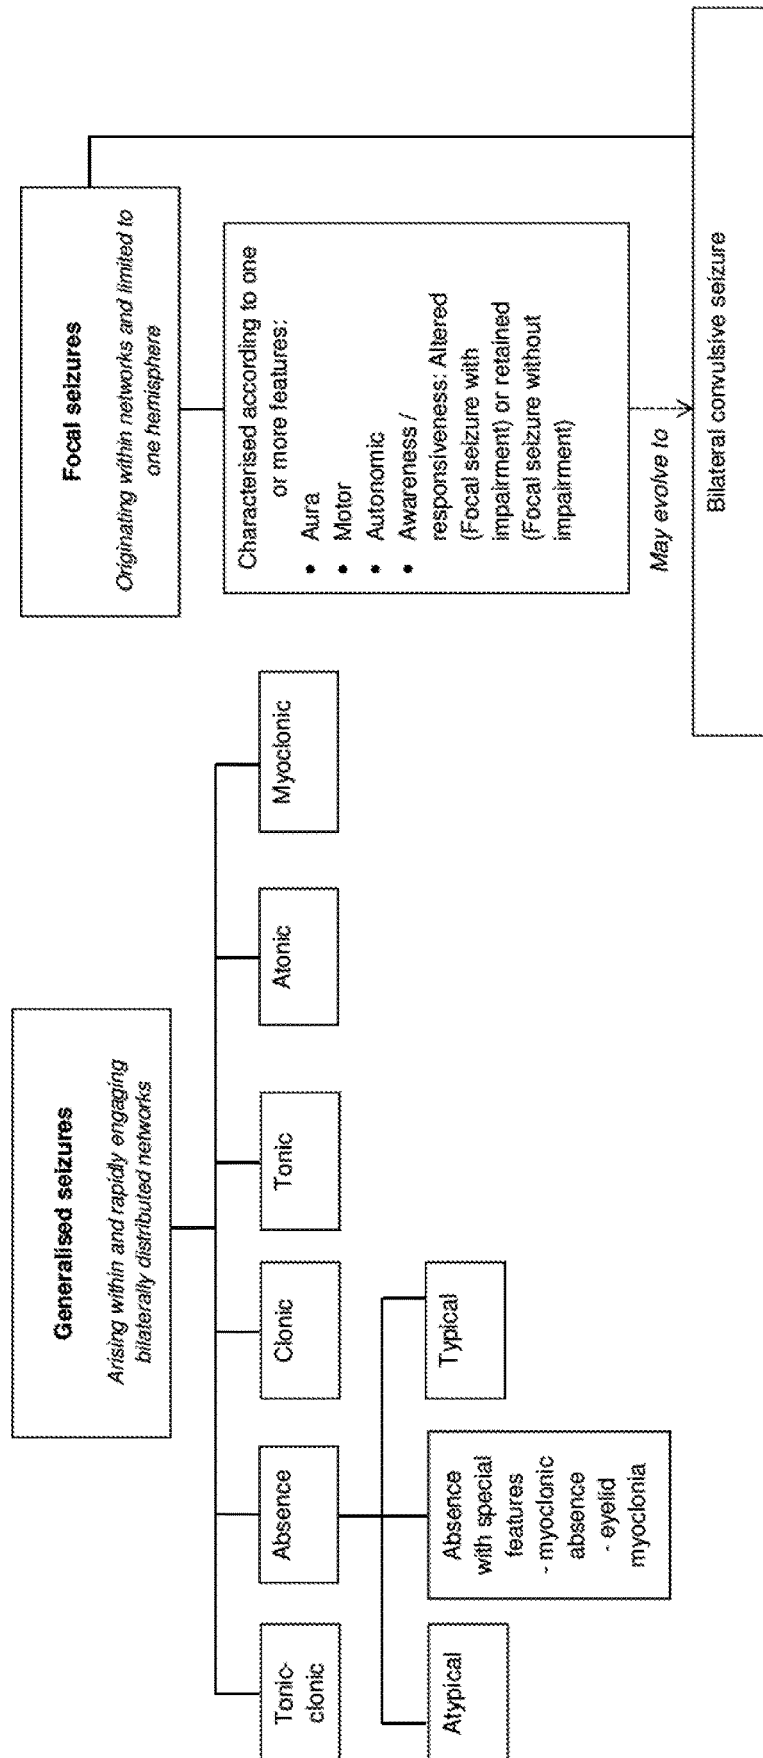 Generalised seizures
Arising within and rapidly engaging
bilaterally distributed networks
Tonic-
clonic
Absence
Clonic
Tonic
Atonic
Myoclonic
Atypical
Absence
with special
features
- myoclonic
absence
- eyelid
myoclonia
Typical
Focal seizures
Originating within networks and limited to
one hemisphere
Characterised according to one
or more features:
• Aura
• Motor
• Autonomic
• Awareness /
responsiveness: Altered
(Focal seizure with
impairment) or retained
(Focal seizure without
impairment)
May evolve to
Bilateral convulsive seizure